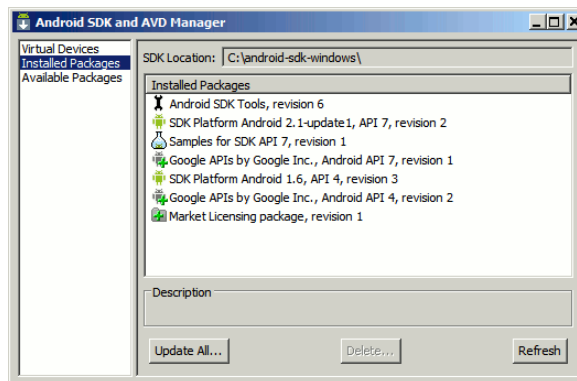 Android SDK and AVD Manager
Virtual Devices
Installed Packages
Available Packages
SDK Location: C:\android-sdk-windows\
Installed Packages
Android SDK Tools, revision 6
SDK Platform Android 2.1-update1, API 7, revision 2
Samples for SDK API 7, revision 1
Google APIs by Google Inc., Android API 7, revision 1
SDK Platform Android 1.6, API 4, revision 3
Google APIs by Google Inc., Android API 4, revision 2
Market Licensing package, revision 1
Description
Update All... Delete... Refresh